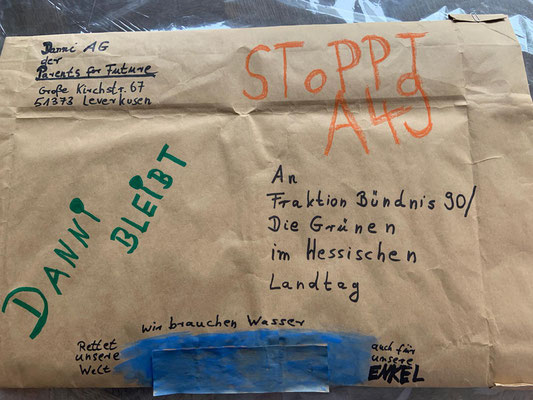 Danni AG
der
Parents for Future
Große Kirchstr. 67
51373 Leverkusen
STOPPT
A49
DANNI
BLEIBT
An
Fraktion Bündnis 90/
Die Grünen
im Hessischen
Landtag
Wir brauchen Wasser
Rettet
unsere
Welt
auch für
unsere
ENKEL